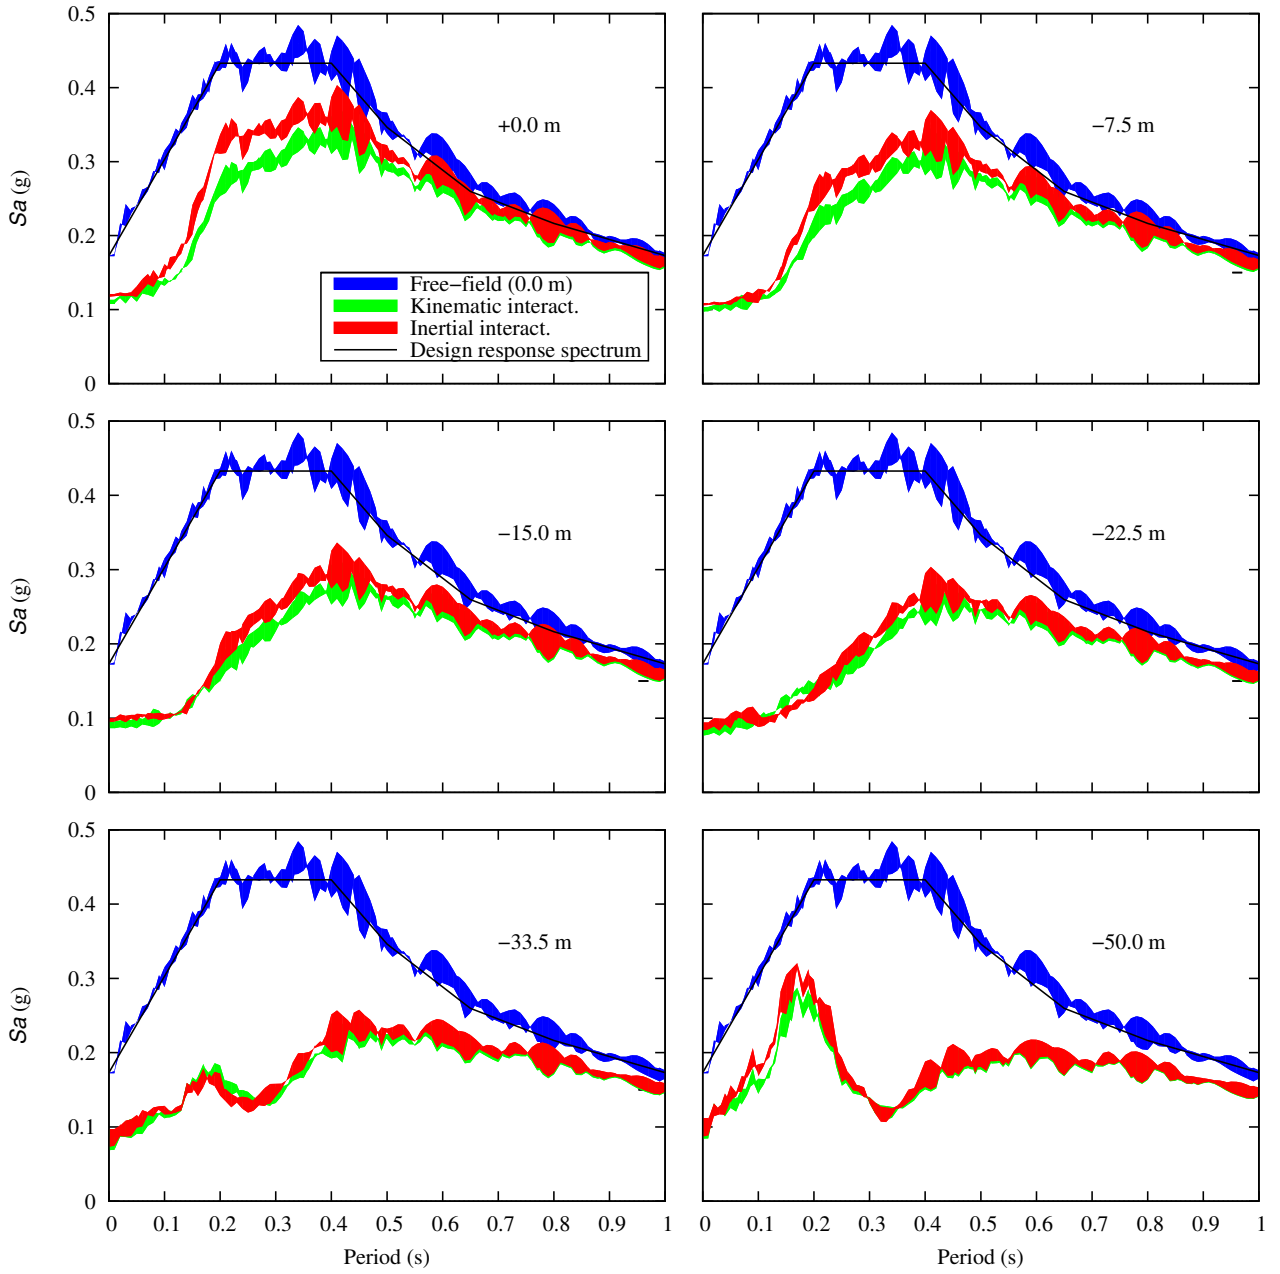 0.5
0.4
0.3
0.2
0.1
0
Sa (g)
+0.0 m
Free−field (0.0 m)
Kinematic interact.
Inertial interact.
Design response spectrum
−7.5 m
0.5
0.4
0.3
0.2
0.1
0
Sa (g)
−15.0 m
−22.5 m
0.5
0.4
0.3
0.2
0.1
0
Sa (g)
−33.5 m
−50.0 m
0 0.1 0.2 0.3 0.4 0.5 0.6 0.7 0.8 0.9 1
Period (s)
0 0.1 0.2 0.3 0.4 0.5 0.6 0.7 0.8 0.9 1
Period (s)